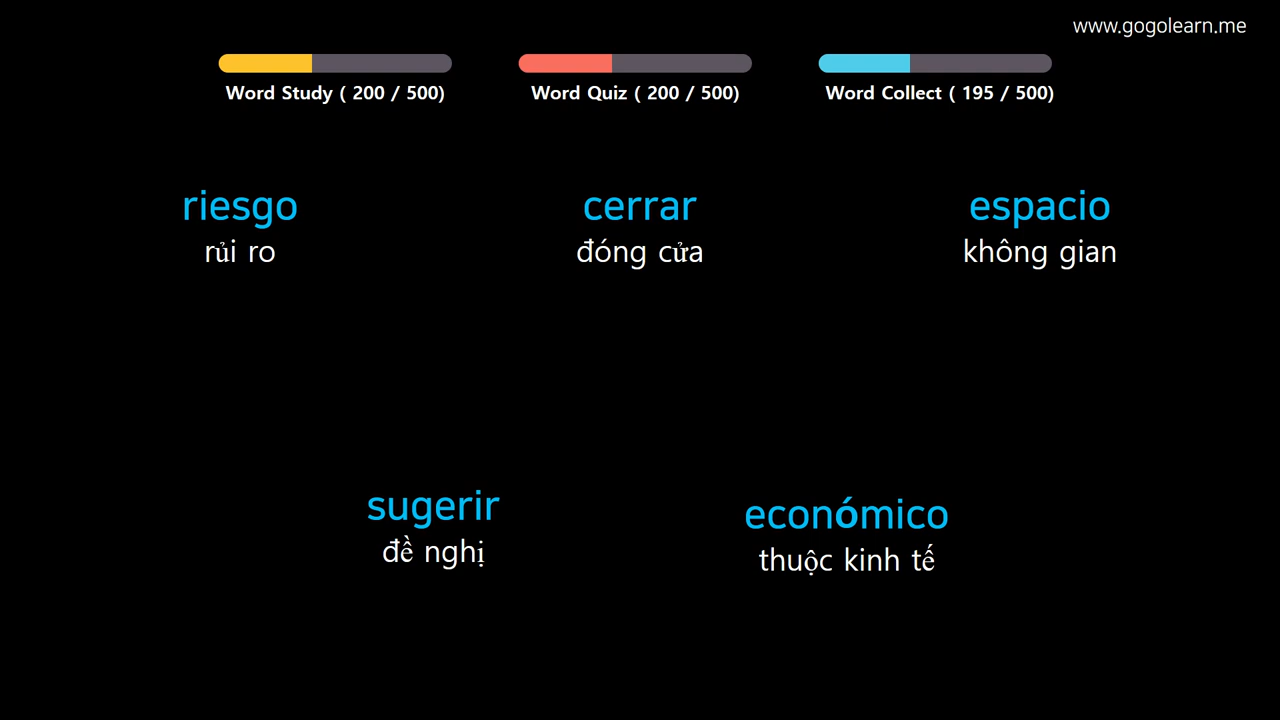 www.gogolearn.me
Word Study ( 200 / 500)
Word Quiz ( 200 / 500)
Word Collect ( 195 / 500)
riesgo
rủi ro
cerrar
đóng cửa
espacio
không gian
sugerir
đề nghị
económico
thuộc kinh tế